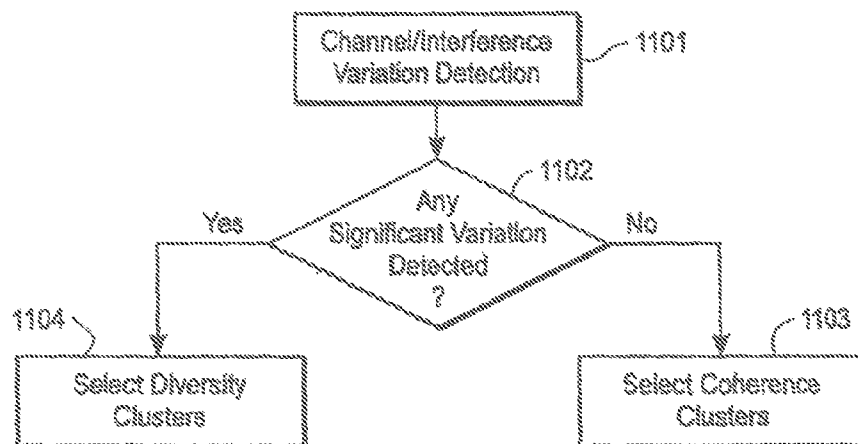 Channel/Interference
Variation Detection
1101
1102
Any
Significant Variation
Detected
?
Yes
No
1104
1103
Select Diversity
Clusters
Select Coherence
Clusters